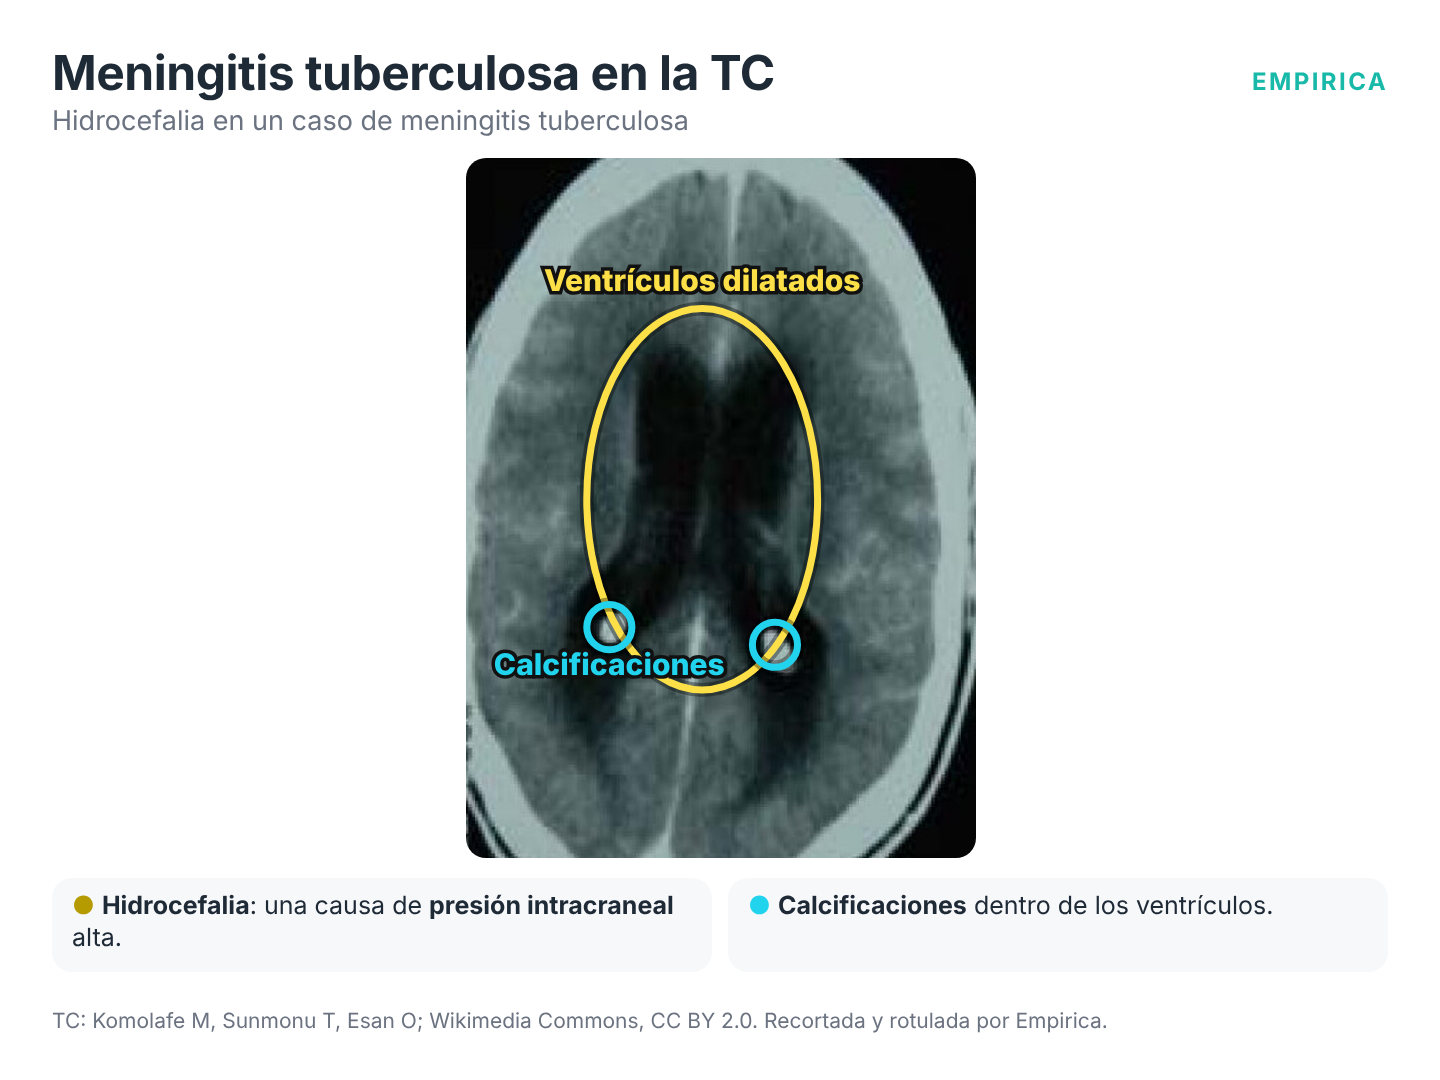 Meningitis tuberculosa en la TC
EMPIRICA
Hidrocefalia en un caso de meningitis tuberculosa
Ventrículos dilatados
Calcificaciones
Hidrocefalia: una causa de presión intracraneal
alta.
Calcificaciones dentro de los ventrículos.
TC: Komolafe M, Sunmonu T, Esan O; Wikimedia Commons, CC BY 2.0. Recortada y rotulada por Empirica.